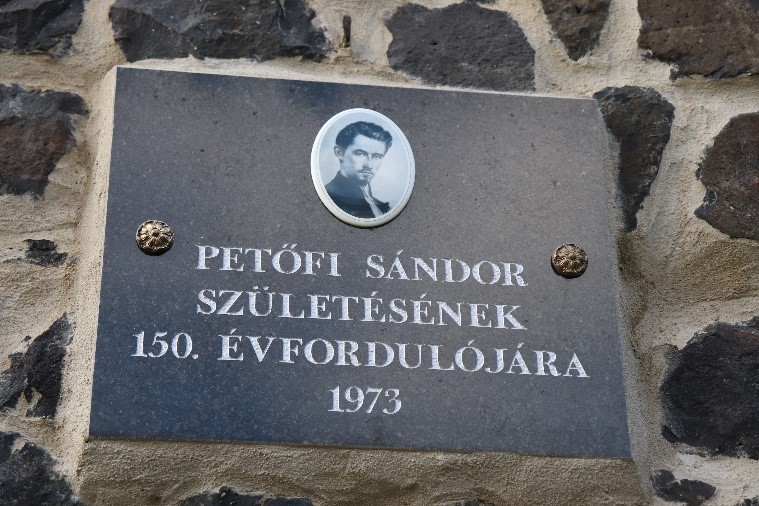 PETŐFI SÁNDOR
SZÜLETÉSÉNEK
150. ÉVFORDULÓJÁRA
1973